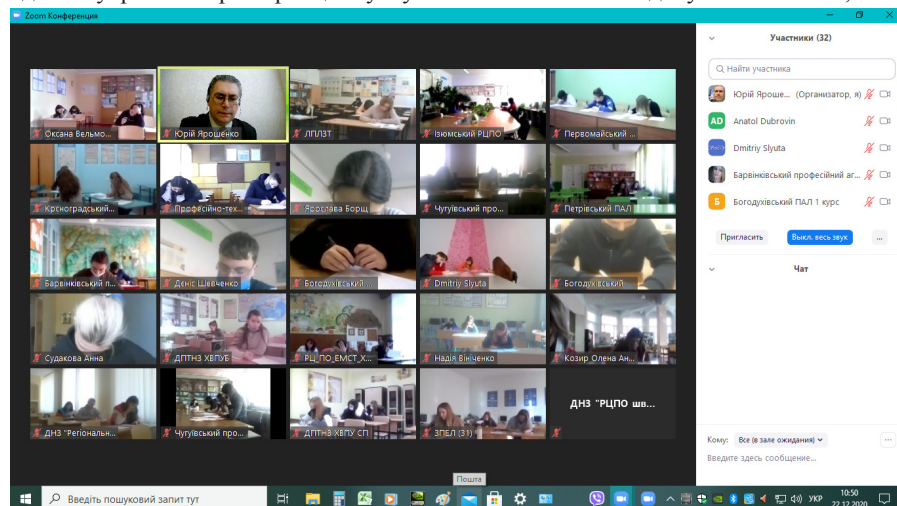 Zoom Конференция
Участники (32)
Найти участника
Юрій Яроше... (Организатор, я)
AD Anatol Dubrovin
Dmitriy Slyuta
Барвінківський професійний аг...
Б Богодухівський ПАЛ 1 курс
Пригласить Выкл. весь звук ...
Чат
Оксана Вельмо...
Юрій Ярошенко
ЛПЛЗТ
Ізюмський РЦПО
Первомайський ...
Красноградський...
Професійно-тех...
Ярослава Борщ
Чугуївський про...
Петрівський ПАЛ
Барвінківський п...
Деніс Шевченко
Богодухівський ...
Dmitriy Slyuta
Богодухівський
Судакова Анна
ДПТНЗ ХВПУБ
РЦ_ПО_ЕМСТ_Х...
Надія Вініченко
Козир Олена Ан...
ДНЗ "Регіональн...
Чугуївський про...
ДПТНЗ ХВПУ СП
ЗПЕЛ (31)
ДНЗ "РЦПО шв...
Кому: Все (в зале ожидания)
Введите здесь сообщение...
Пошта
Введіть пошуковий запит тут
УКР
10:50
22.12.2020